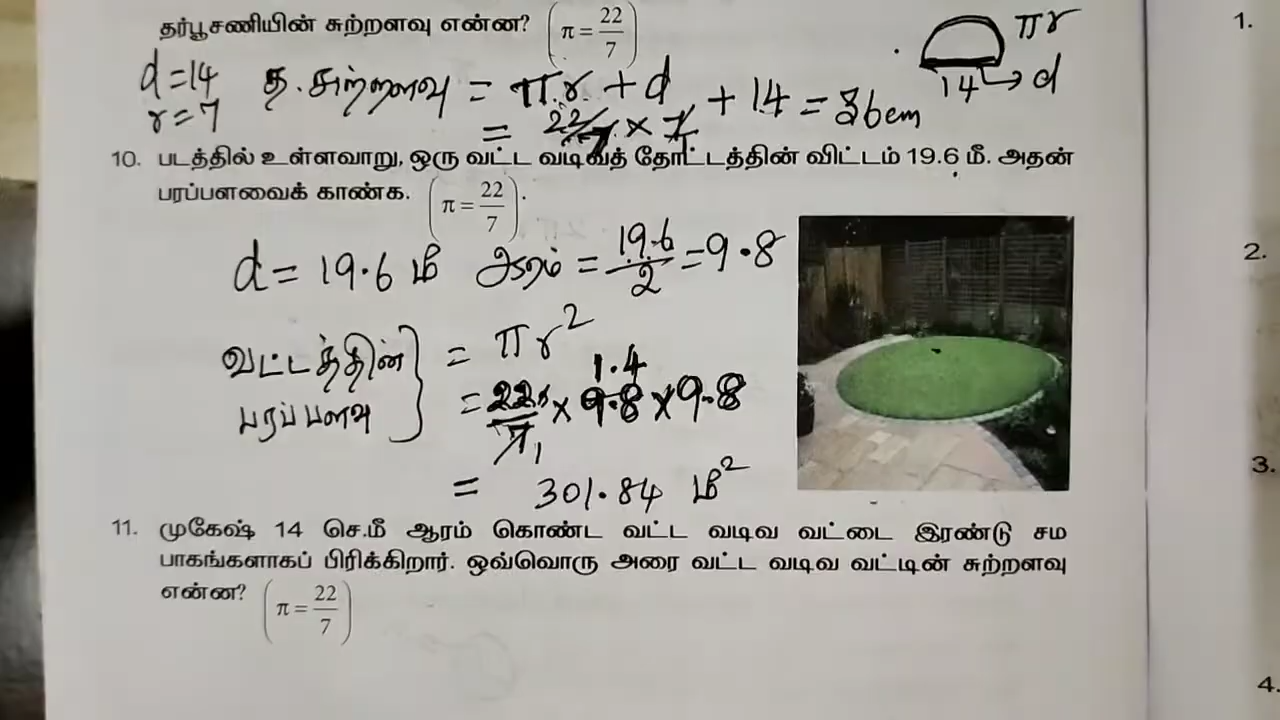 தர்பூசணியின் சுற்றளவு என்ன? (π = 22/7)
πr
14 → d
d = 14
r = 7
த. சுற்றளவு = πr + d
= 22/7 × 7 + 14 = 36cm
10. படத்தில் உள்ளவாறு, ஒரு வட்ட வடிவத் தோட்டத்தின் விட்டம் 19.6 மீ. அதன்
பரப்பளவைக் காண்க. (π = 22/7).
d = 19.6 மீ ஆரம் = 19.6/2 = 9.8
வட்டத்தின் பரப்பளவு } = πr²
1.4
= 22/7 1 × 9.8 × 9.8
= 301.84 மீ²
11. முகேஷ் 14 செ.மீ ஆரம் கொண்ட வட்ட வடிவ வட்டை இரண்டு சம
பாகங்களாகப் பிரிக்கிறார். ஒவ்வொரு அரை வட்ட வடிவ வட்டின் சுற்றளவு
என்ன? (π = 22/7)
1.
2.
3.
4.